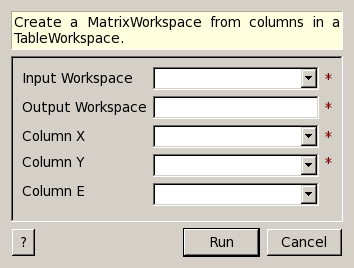 Create a MatrixWorkspace from columns in a
TableWorkspace.
Input Workspace *
Output Workspace *
Column X *
Column Y *
Column E
? Run Cancel